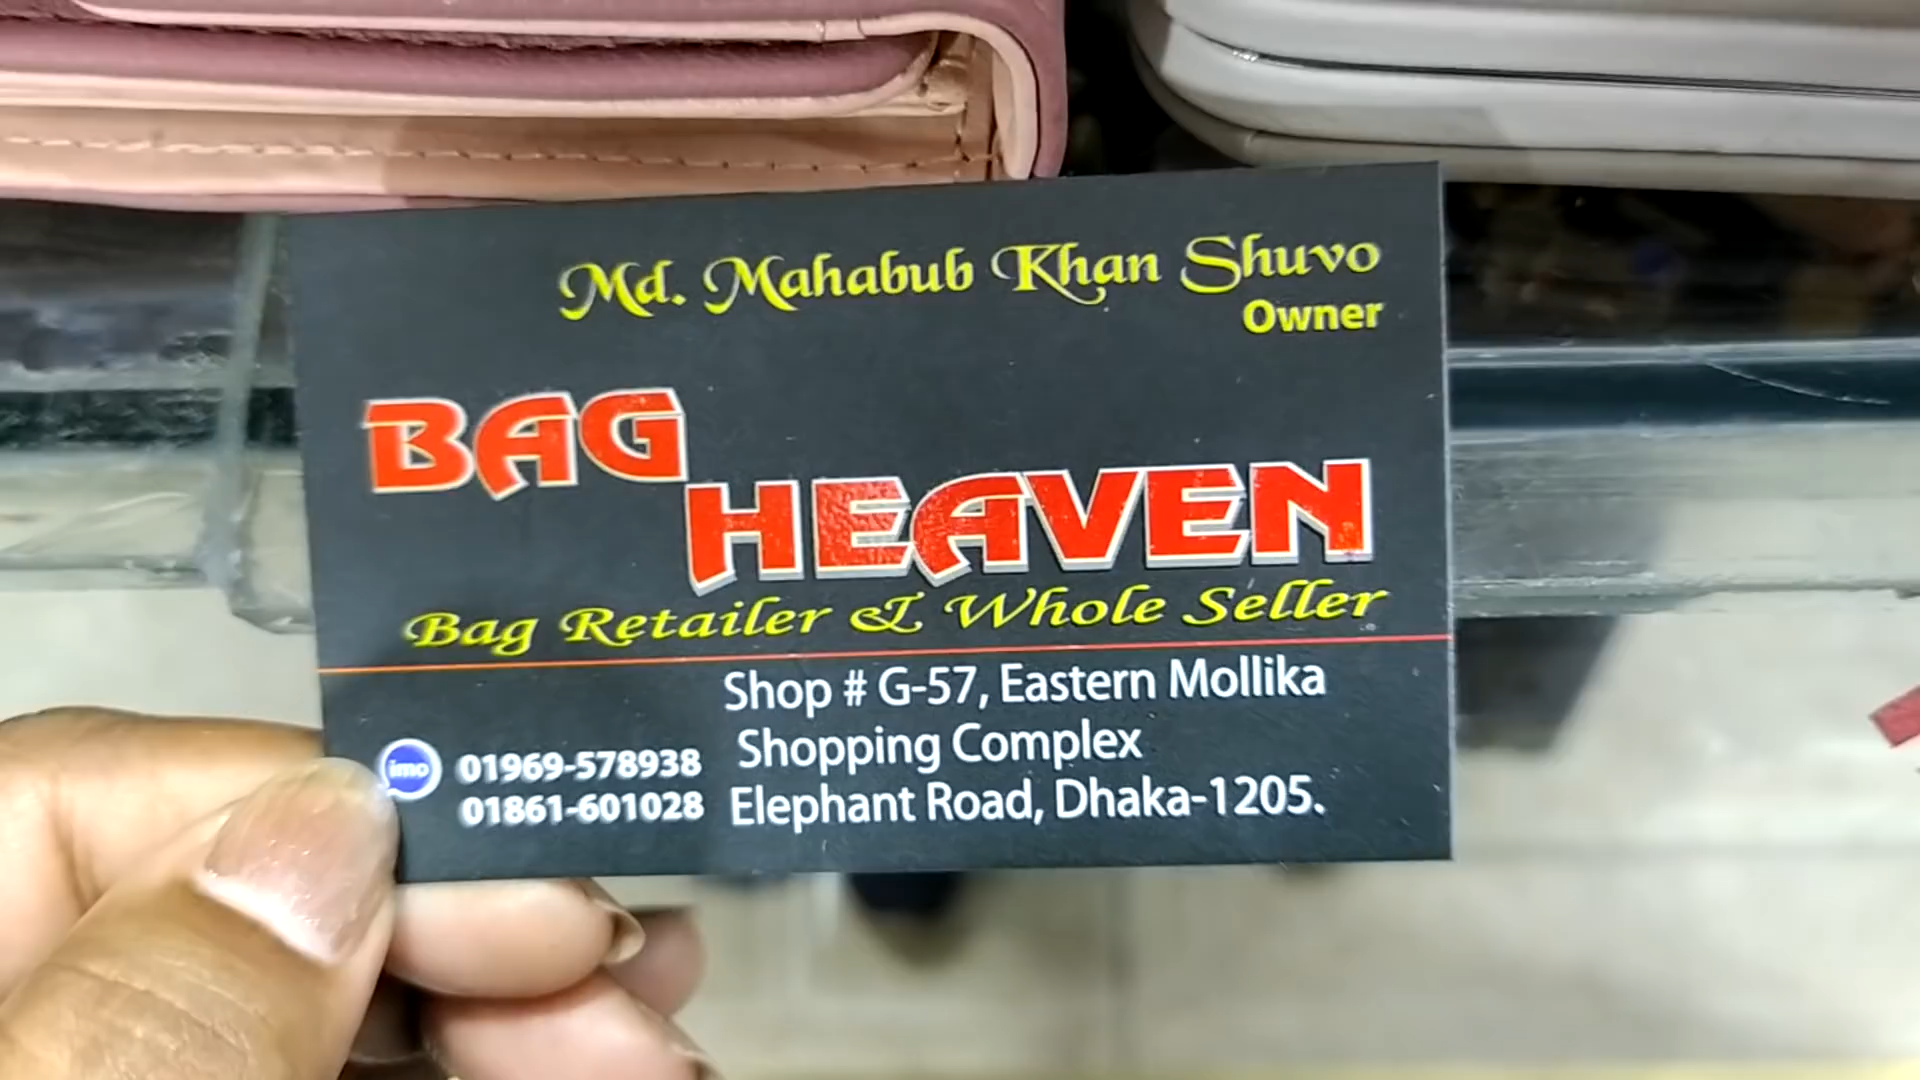 Md. Mahabub Khan Shuvo
Owner
BAG
HEAVEN
Bag Retailer & Whole Seller
Shop # G-57, Eastern Mollika
Shopping Complex
Elephant Road, Dhaka-1205.
imo 01969-578938
01861-601028